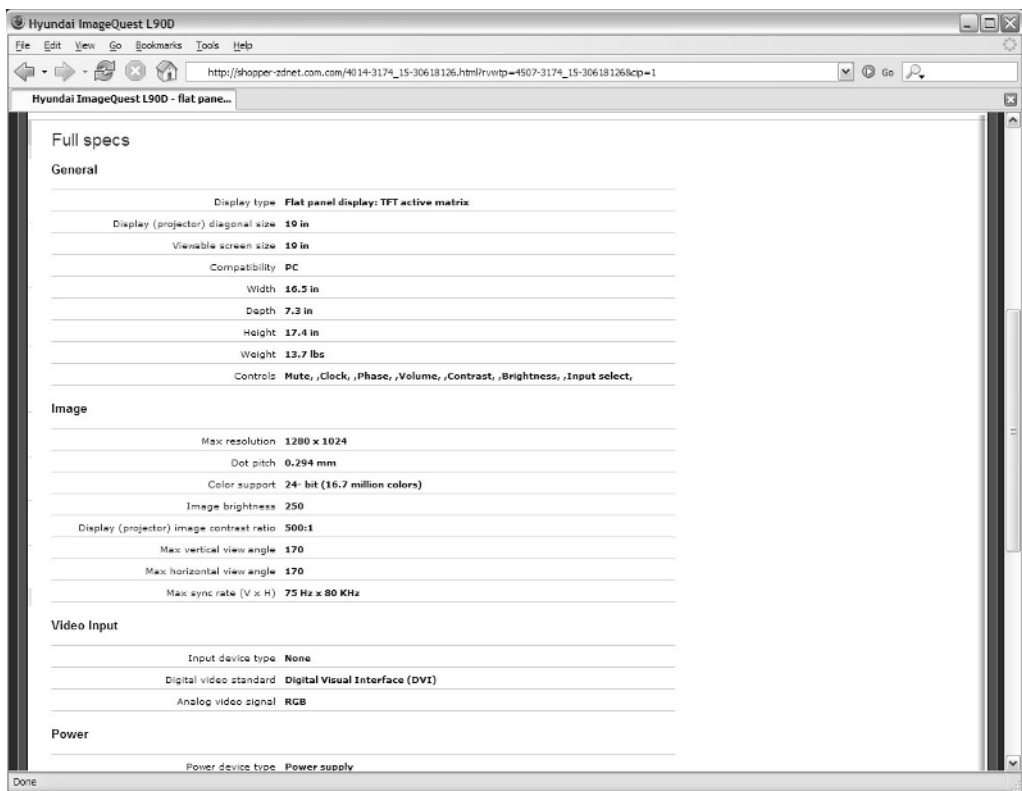 Hyundai ImageQuest L90D
File Edit View Go Bookmarks Tools Help
http://shopper-zdnet.com.com/4014-3174_15-30618126.html?rvwtp=4507-3174_15-30618126&cip=1 Go
Hyundai ImageQuest L90D - flat pane...
Full specs
General
Display type Flat panel display: TFT active matrix
Display (projector) diagonal size 19 in
Viewable screen size 19 in
Compatibility PC
Width 16.5 in
Depth 7.3 in
Height 17.4 in
Weight 13.7 lbs
Controls Mute, ,Clock, ,Phase, ,Volume, ,Contrast, ,Brightness, ,Input select,
Image
Max resolution 1280 x 1024
Dot pitch 0.294 mm
Color support 24- bit (16.7 million colors)
Image brightness 250
Display (projector) image contrast ratio 500:1
Max vertical view angle 170
Max horizontal view angle 170
Max sync rate (V x H) 75 Hz x 80 KHz
Video Input
Input device type None
Digital video standard Digital Visual Interface (DVI)
Analog video signal RGB
Power
Power device type Power supply
Done